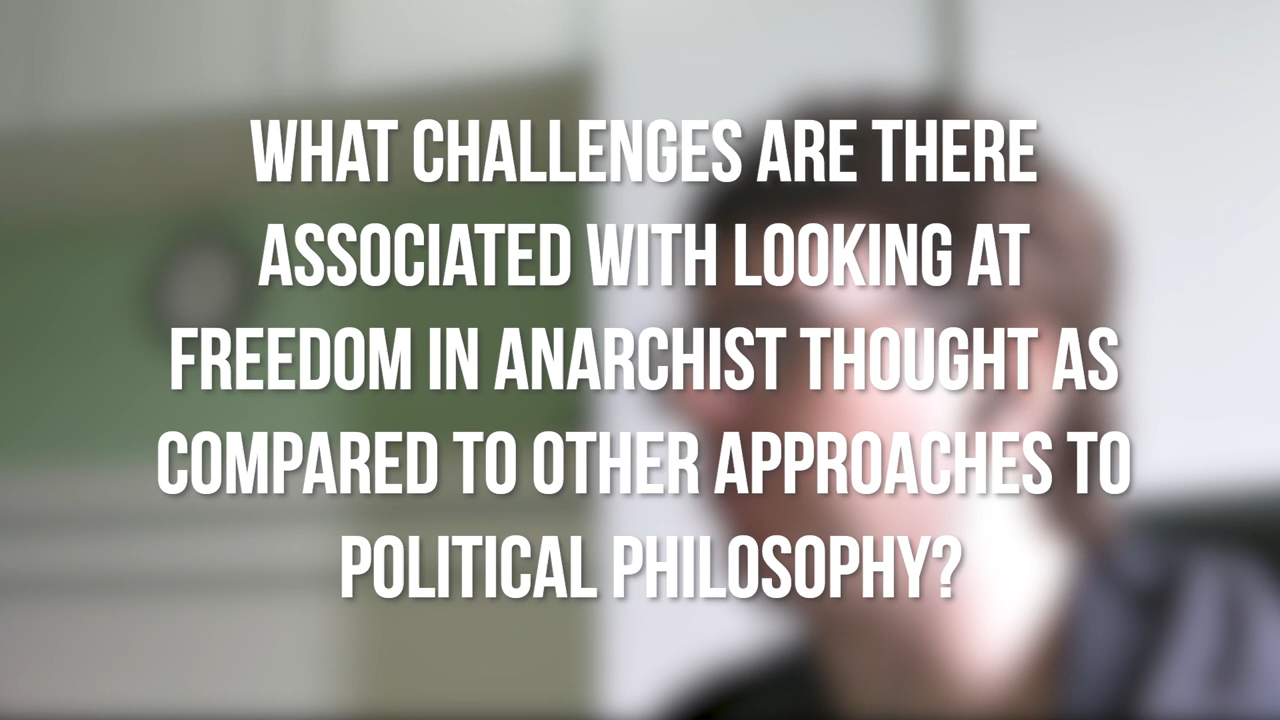 WHAT CHALLENGES ARE THERE
ASSOCIATED WITH LOOKING AT
FREEDOM IN ANARCHIST THOUGHT AS
COMPARED TO OTHER APPROACHES TO
POLITICAL PHILOSOPHY?